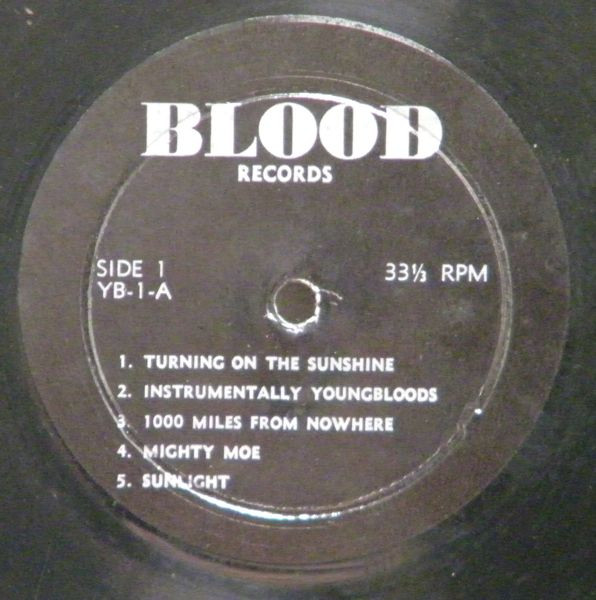 BLOOD
RECORDS
SIDE 1
YB-1-A
33⅓ RPM
1. TURNING ON THE SUNSHINE
2. INSTRUMENTALLY YOUNGBLOODS
3. 1000 MILES FROM NOWHERE
4. MIGHTY MOE
5. SUNLIGHT